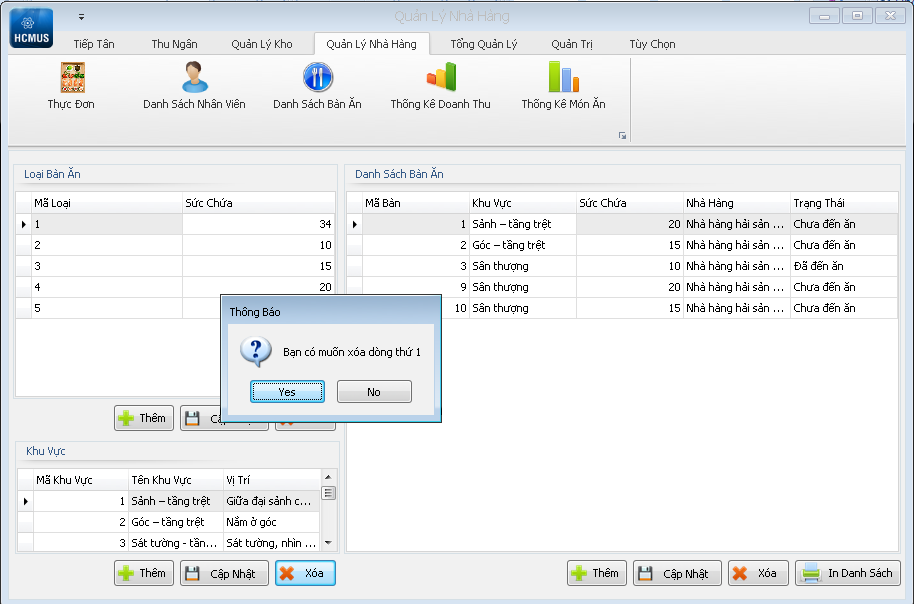 Quản Lý Nhà Hàng
HCMUS
Tiếp Tân Thu Ngân Quản Lý Kho Quản Lý Nhà Hàng Tổng Quản Lý Quản Trị Tùy Chọn
Thực Đơn Danh Sách Nhân Viên Danh Sách Bàn Ăn Thống Kê Doanh Thu Thống Kê Món Ăn
Loại Bàn Ăn
Mã Loại Sức Chứa
1 34
2 10
3 15
4 20
5
Danh Sách Bàn Ăn
Mã Bàn Khu Vực Sức Chứa Nhà Hàng Trạng Thái
1 Sảnh – tầng trệt 20 Nhà hàng hải sản ... Chưa đến ăn
2 Góc – tầng trệt 15 Nhà hàng hải sản ... Chưa đến ăn
3 Sân thượng 10 Nhà hàng hải sản ... Đã đến ăn
9 Sân thượng 20 Nhà hàng hải sản ... Chưa đến ăn
10 Sân thượng 15 Nhà hàng hải sản ... Chưa đến ăn
Thông Báo
Bạn có muốn xóa dòng thứ 1
Yes No
Thêm
Khu Vực
Mã Khu Vực Tên Khu Vực Vị Trí
1 Sảnh – tầng trệt Giữa đại sảnh c...
2 Góc – tầng trệt Nằm ở góc
3 Sát tường - tần... Sát tường, nhìn ...
Thêm Cập Nhật Xóa
Thêm Cập Nhật Xóa In Danh Sách